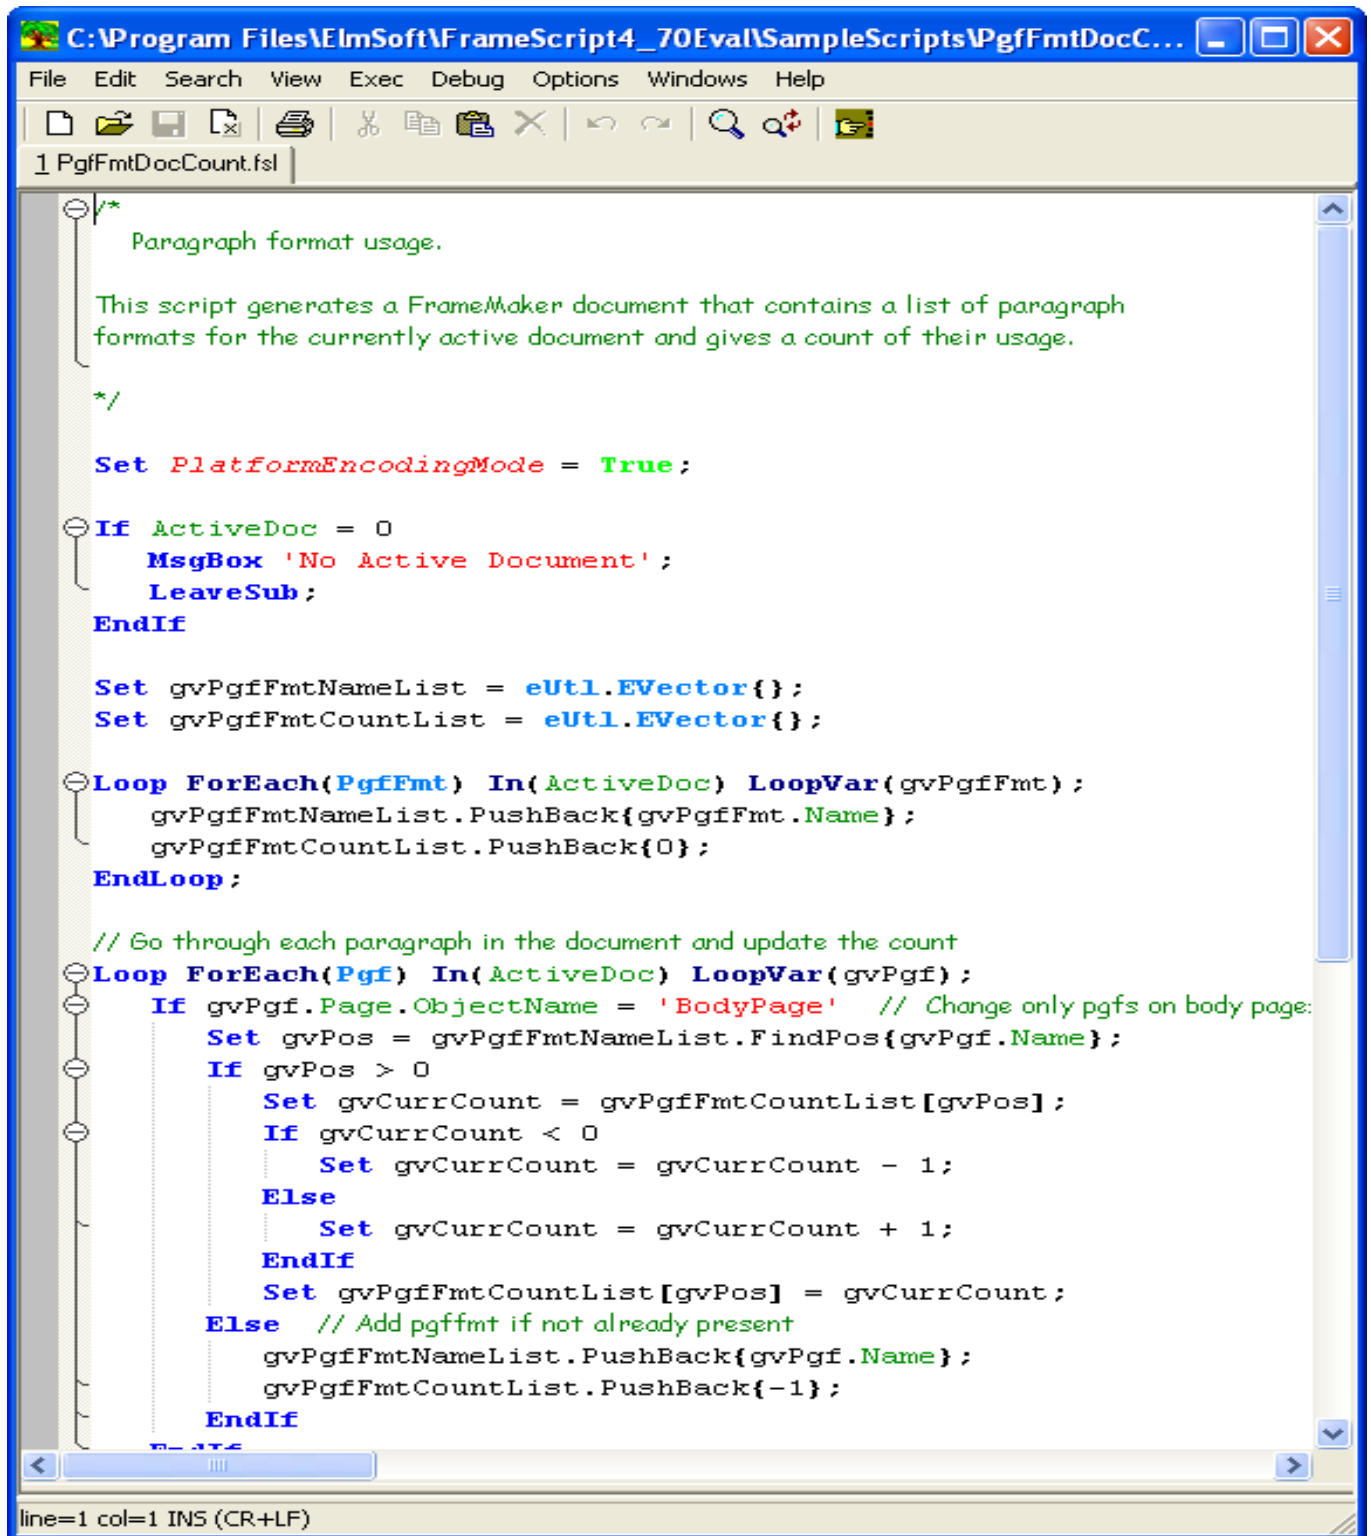 C:\Program Files\ElmSoft\FrameScript4_70Eval\SampleScripts\PgfFmtDocC...
File Edit Search View Exec Debug Options Windows Help
1 PgfFmtDocCount.fsl
/*
Paragraph format usage.
This script generates a FrameMaker document that contains a list of paragraph
formats for the currently active document and gives a count of their usage.
*/
Set PlatformEncodingMode = True;
If ActiveDoc = 0
MsgBox 'No Active Document';
LeaveSub;
EndIf
Set gvPgfFmtNameList = eUtl.EVector{};
Set gvPgfFmtCountList = eUtl.EVector{};
Loop ForEach(PgfFmt) In(ActiveDoc) LoopVar(gvPgfFmt);
gvPgfFmtNameList.PushBack{gvPgfFmt.Name};
gvPgfFmtCountList.PushBack{0};
EndLoop;
// Go through each paragraph in the document and update the count
Loop ForEach(Pgf) In(ActiveDoc) LoopVar(gvPgf);
If gvPgf.Page.ObjectName = 'BodyPage' // Change only pgfs on body page:
Set gvPos = gvPgfFmtNameList.FindPos{gvPgf.Name};
If gvPos > 0
Set gvCurrCount = gvPgfFmtCountList[gvPos];
If gvCurrCount < 0
Set gvCurrCount = gvCurrCount - 1;
Else
Set gvCurrCount = gvCurrCount + 1;
EndIf
Set gvPgfFmtCountList[gvPos] = gvCurrCount;
Else // Add pgffmt if not already present
gvPgfFmtNameList.PushBack{gvPgf.Name};
gvPgfFmtCountList.PushBack{-1};
EndIf
EndIf
line=1 col=1 INS (CR+LF)